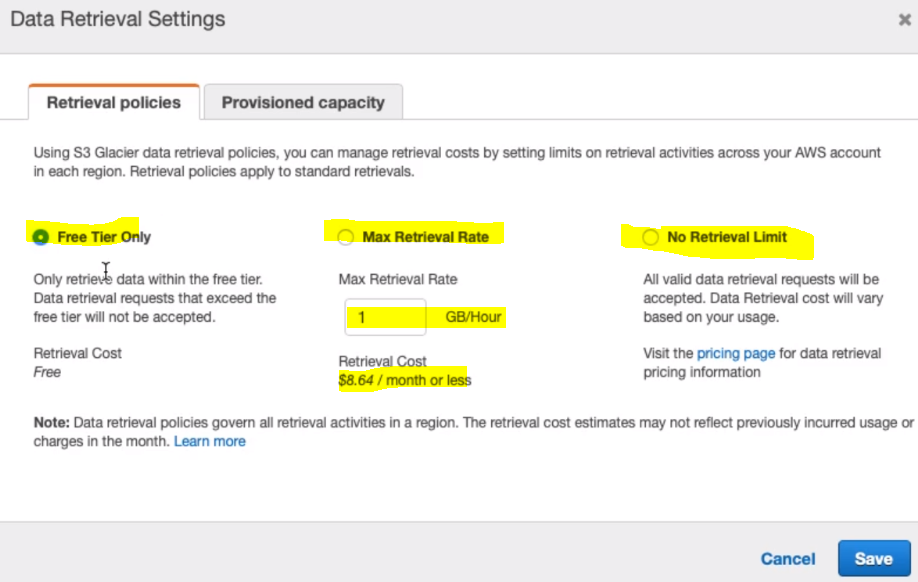 Data Retrieval Settings
Retrieval policies
Provisioned capacity
Using S3 Glacier data retrieval policies, you can manage retrieval costs by setting limits on retrieval activities across your AWS account
in each region. Retrieval policies apply to standard retrievals.
Free Tier Only
Only retrieve data within the free tier.
Data retrieval requests that exceed the
free tier will not be accepted.
Retrieval Cost
Free
Max Retrieval Rate
Max Retrieval Rate
1 GB/Hour
Retrieval Cost
$8.64 / month or less
No Retrieval Limit
All valid data retrieval requests will be
accepted. Data Retrieval cost will vary
based on your usage.
Visit the pricing page for data retrieval
pricing information
Note: Data retrieval policies govern all retrieval activities in a region. The retrieval cost estimates may not reflect previously incurred usage or
charges in the month. Learn more
Cancel
Save